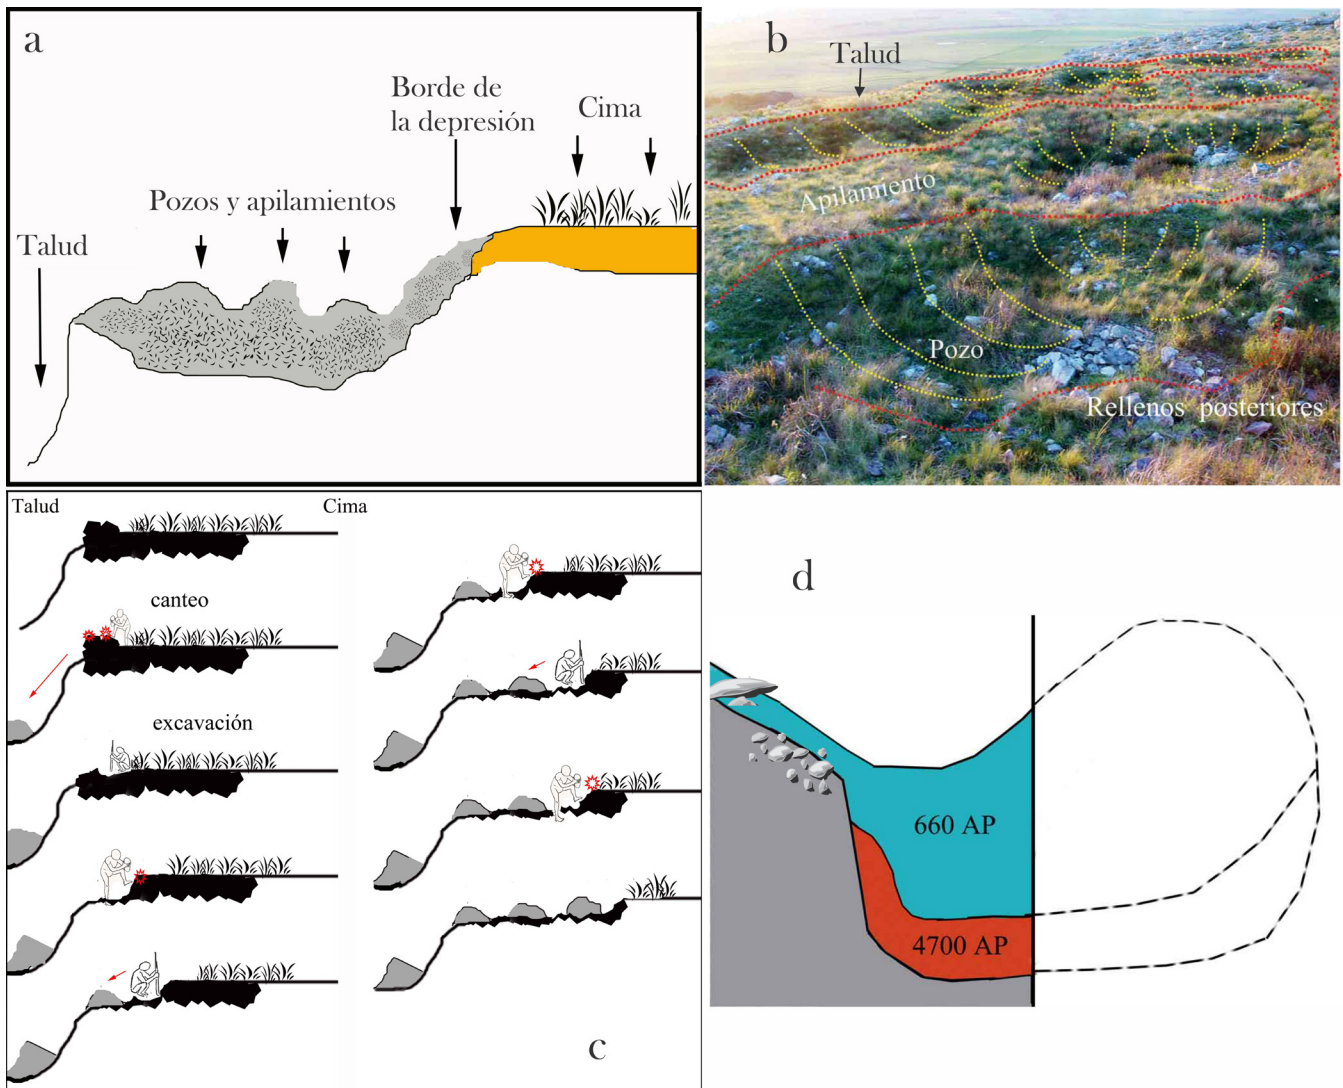 a
Borde de
la depresión
Cima
Pozos y apilamientos
Talud
b
Talud
Apilamiento
Pozo
Rellenos posteriores
Talud
Cima
canteo
excavación
c
d
660 AP
4700 AP